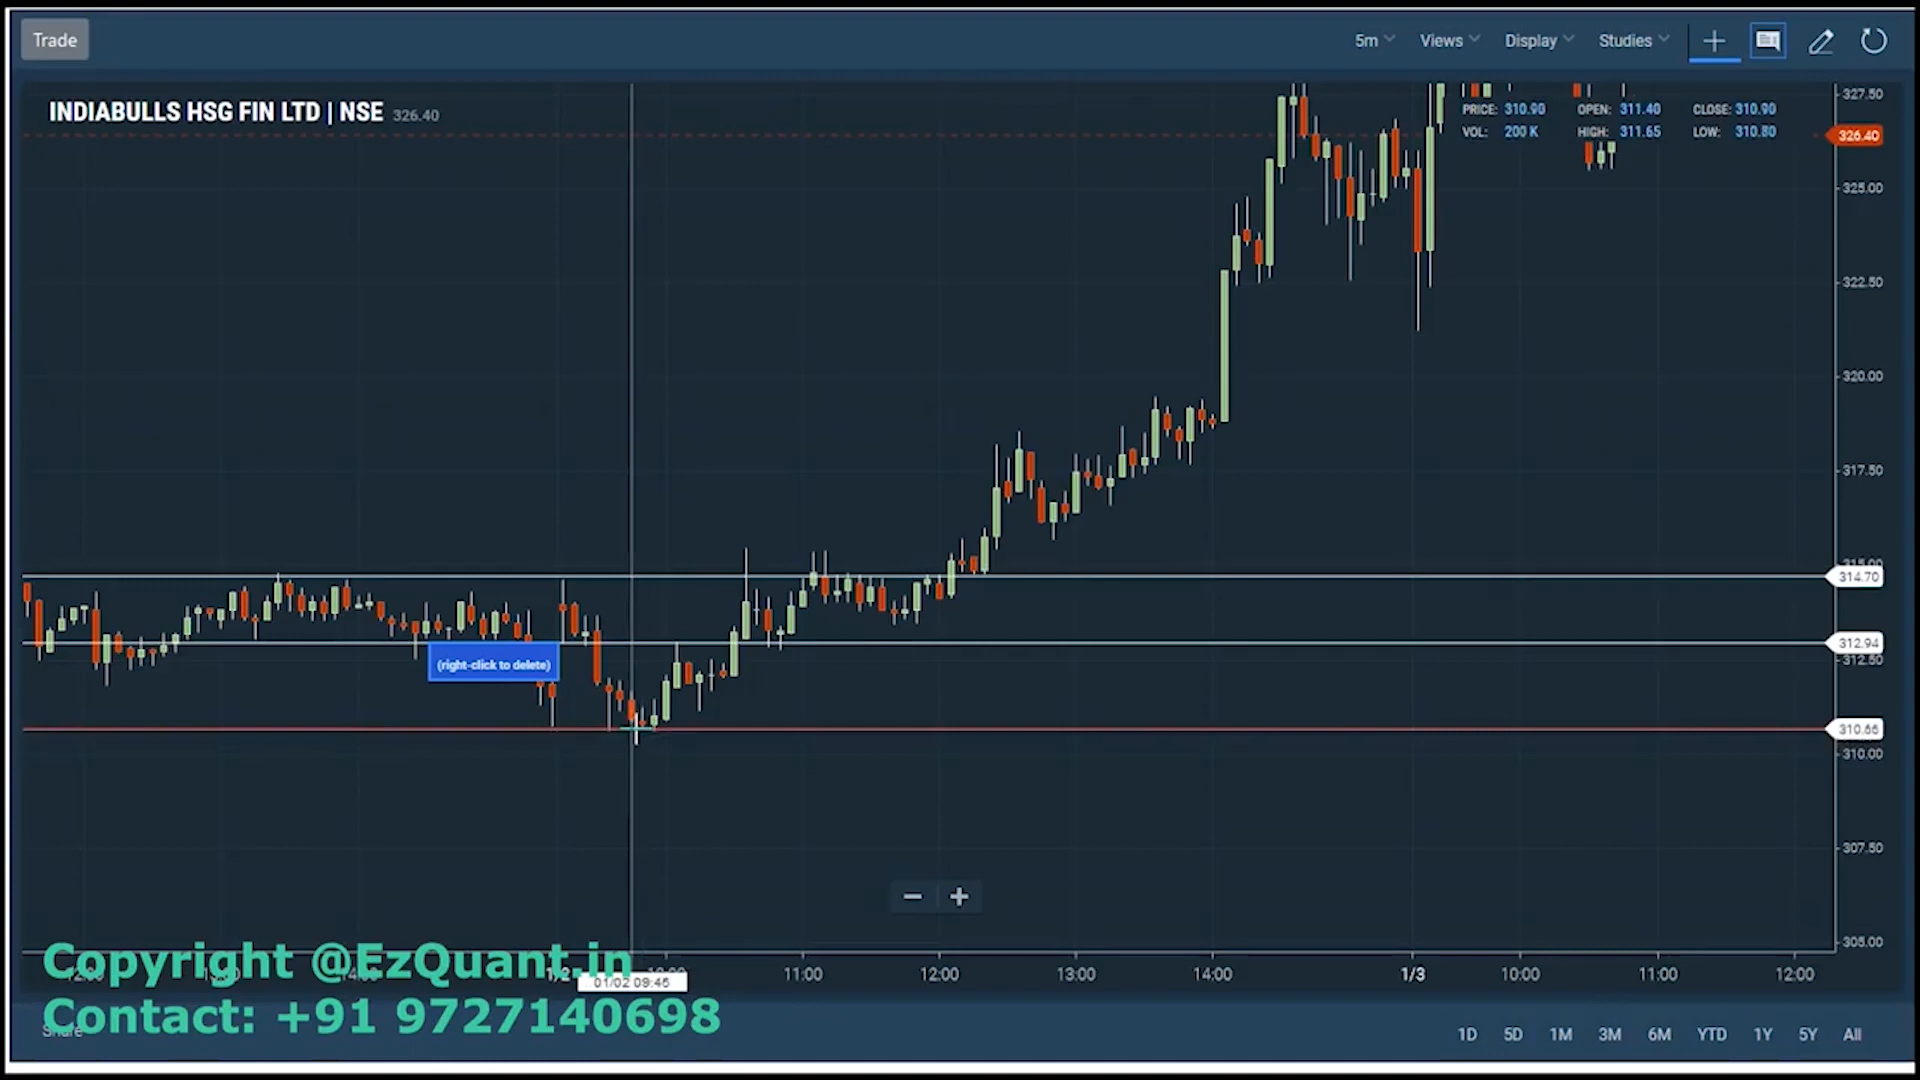 Trade
5m Views Display Studies
INDIABULLS HSG FIN LTD | NSE 326.40
PRICE: 310.90 OPEN: 311.40 CLOSE: 310.90
VOL: 200 K HIGH: 311.65 LOW: 310.80
327.50
326.40
325.00
322.50
320.00
317.50
315.00
314.70
312.94
312.50
(right-click to delete)
310.66
310.00
307.50
305.00
Copyright @EzQuant.in
11:00 12:00 13:00 14:00 1/3 10:00 11:00 12:00
01/02 09:45
Contact: +91 9727140698
Share
1D 5D 1M 3M 6M YTD 1Y 5Y All